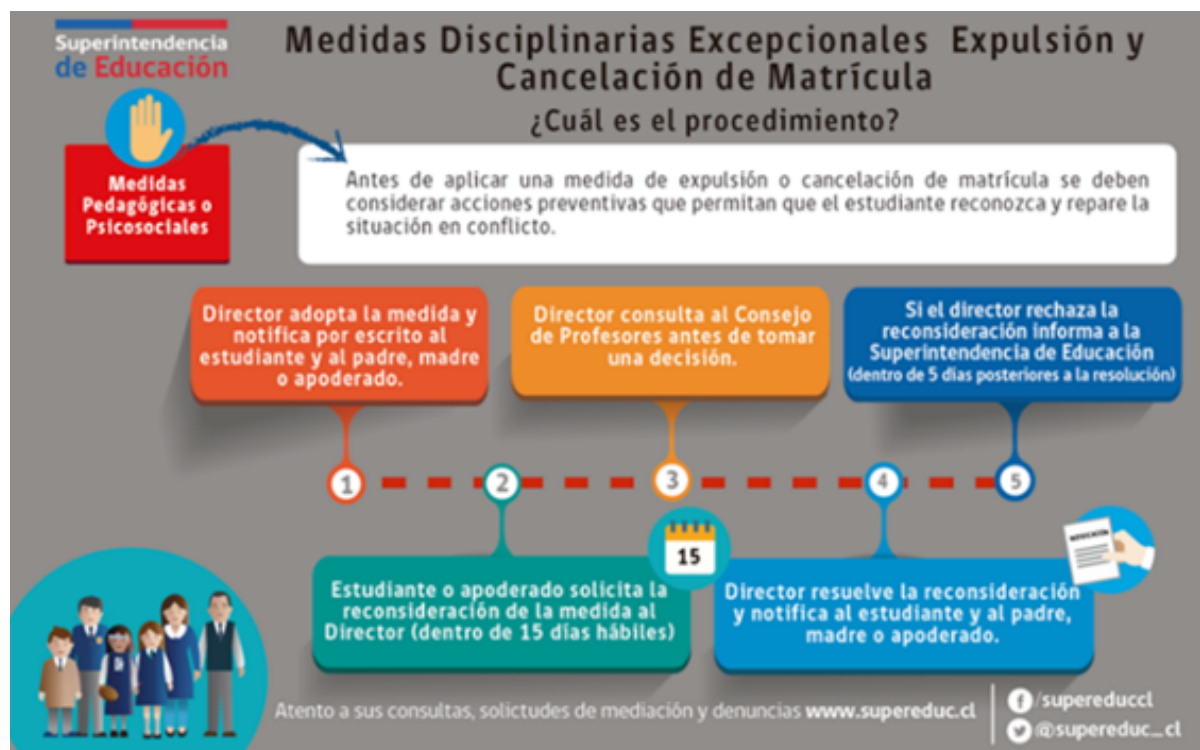 Superintendencia
de Educación
Medidas Disciplinarias Excepcionales Expulsión y
Cancelación de Matrícula
¿Cuál es el procedimiento?
Medidas
Pedagógicas o
Psicosociales
Antes de aplicar una medida de expulsión o cancelación de matrícula se deben
considerar acciones preventivas que permitan que el estudiante reconozca y repare la
situación en conflicto.
Director adopta la medida y
notifica por escrito al
estudiante y al padre, madre
o apoderado.
Director consulta al Consejo
de Profesores antes de tomar
una decisión.
Si el director rechaza la
reconsideración informa a la
Superintendencia de Educación
(dentro de 5 días posteriores a la resolución)
1
2
3
4
5
15
Estudiante o apoderado solicita la
reconsideración de la medida al
Director (dentro de 15 días hábiles)
Director resuelve la reconsideración
y notifica al estudiante y al padre,
madre o apoderado.
Atento a sus consultas, solictudes de mediación y denuncias www.supereduc.cl
/supereduccl
@supereduc_cl